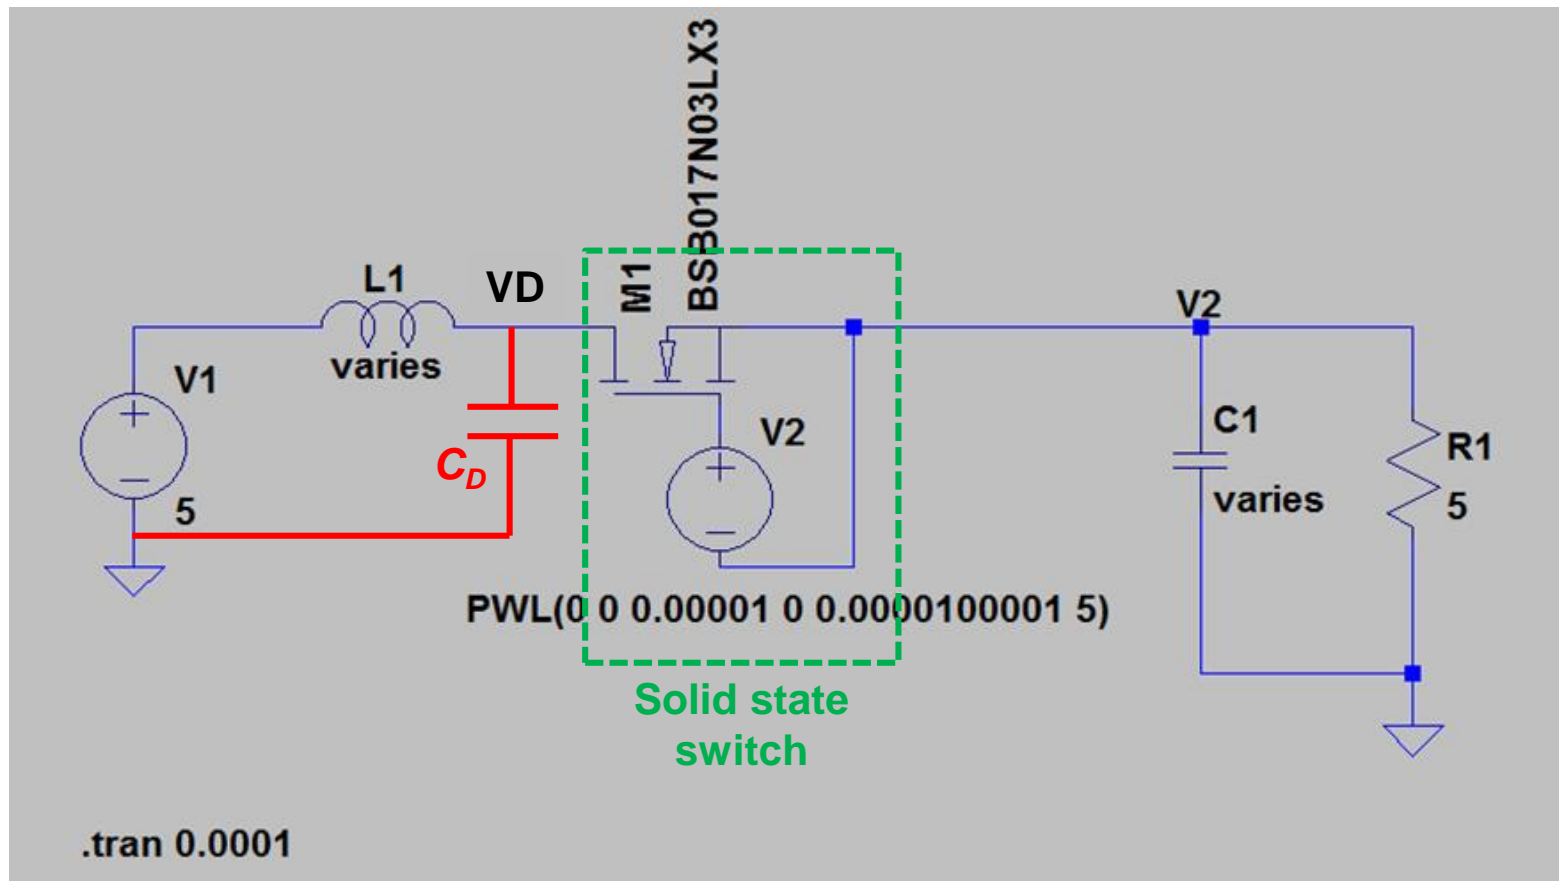 BSB017N03LX3
M1
L1
VD
varies
V1
5
C_D
V2
PWL(0 0 0.00001 0 0.0000100001 5)
V2
C1
varies
R1
5
Solid state
switch
.tran 0.0001